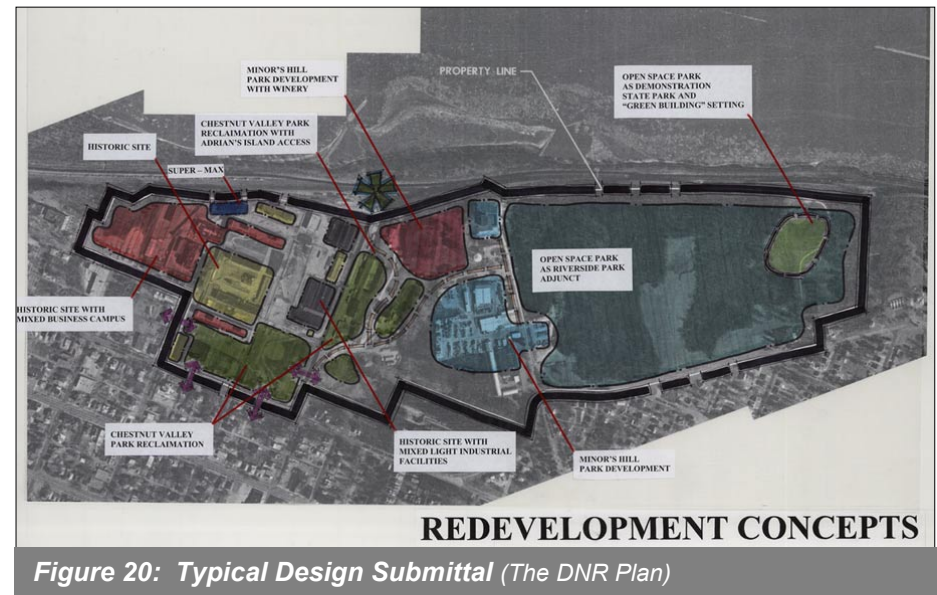 MINOR'S HILL
PARK DEVELOPMENT
WITH WINERY
PROPERTY LINE
OPEN SPACE PARK
AS DEMONSTRATION
STATE PARK AND
“GREEN BUILDING” SETTING
CHESTNUT VALLEY PARK
RECLAIMATION WITH
ADRIAN'S ISLAND ACCESS
HISTORIC SITE
SUPER – MAX
OPEN SPACE PARK
AS RIVERSIDE PARK
ADJUNCT
HISTORIC SITE WITH
MIXED BUSINESS CAMPUS
CHESTNUT VALLEY
PARK RECLAIMATION
HISTORIC SITE WITH
MIXED LIGHT INDUSTRIAL
FACILITIES
MINOR'S HILL
PARK DEVELOPMENT
REDEVELOPMENT CONCEPTS
Figure 20: Typical Design Submittal (The DNR Plan)